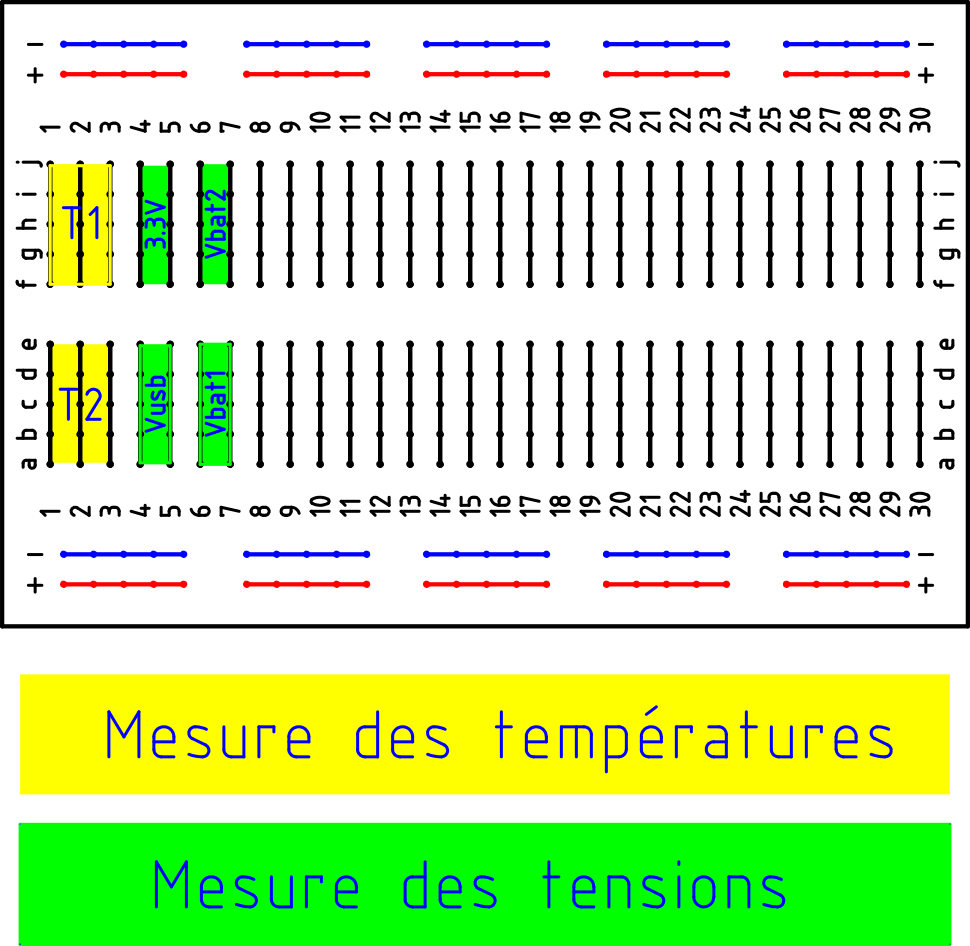 −                                                                 −
+                                                                 +
1 2 3 4 5 6 7 8 9 10 11 12 13 14 15 16 17 18 19 20 21 22 23 24 25 26 27 28 29 30
j j
i i
h T1 3.3V Vbat2 h
g g
f f
e e
d d
c T2 Vusb Vbat1 c
b b
a a
1 2 3 4 5 6 7 8 9 10 11 12 13 14 15 16 17 18 19 20 21 22 23 24 25 26 27 28 29 30
− −
+ +
Mesure des températures
Mesure des tensions